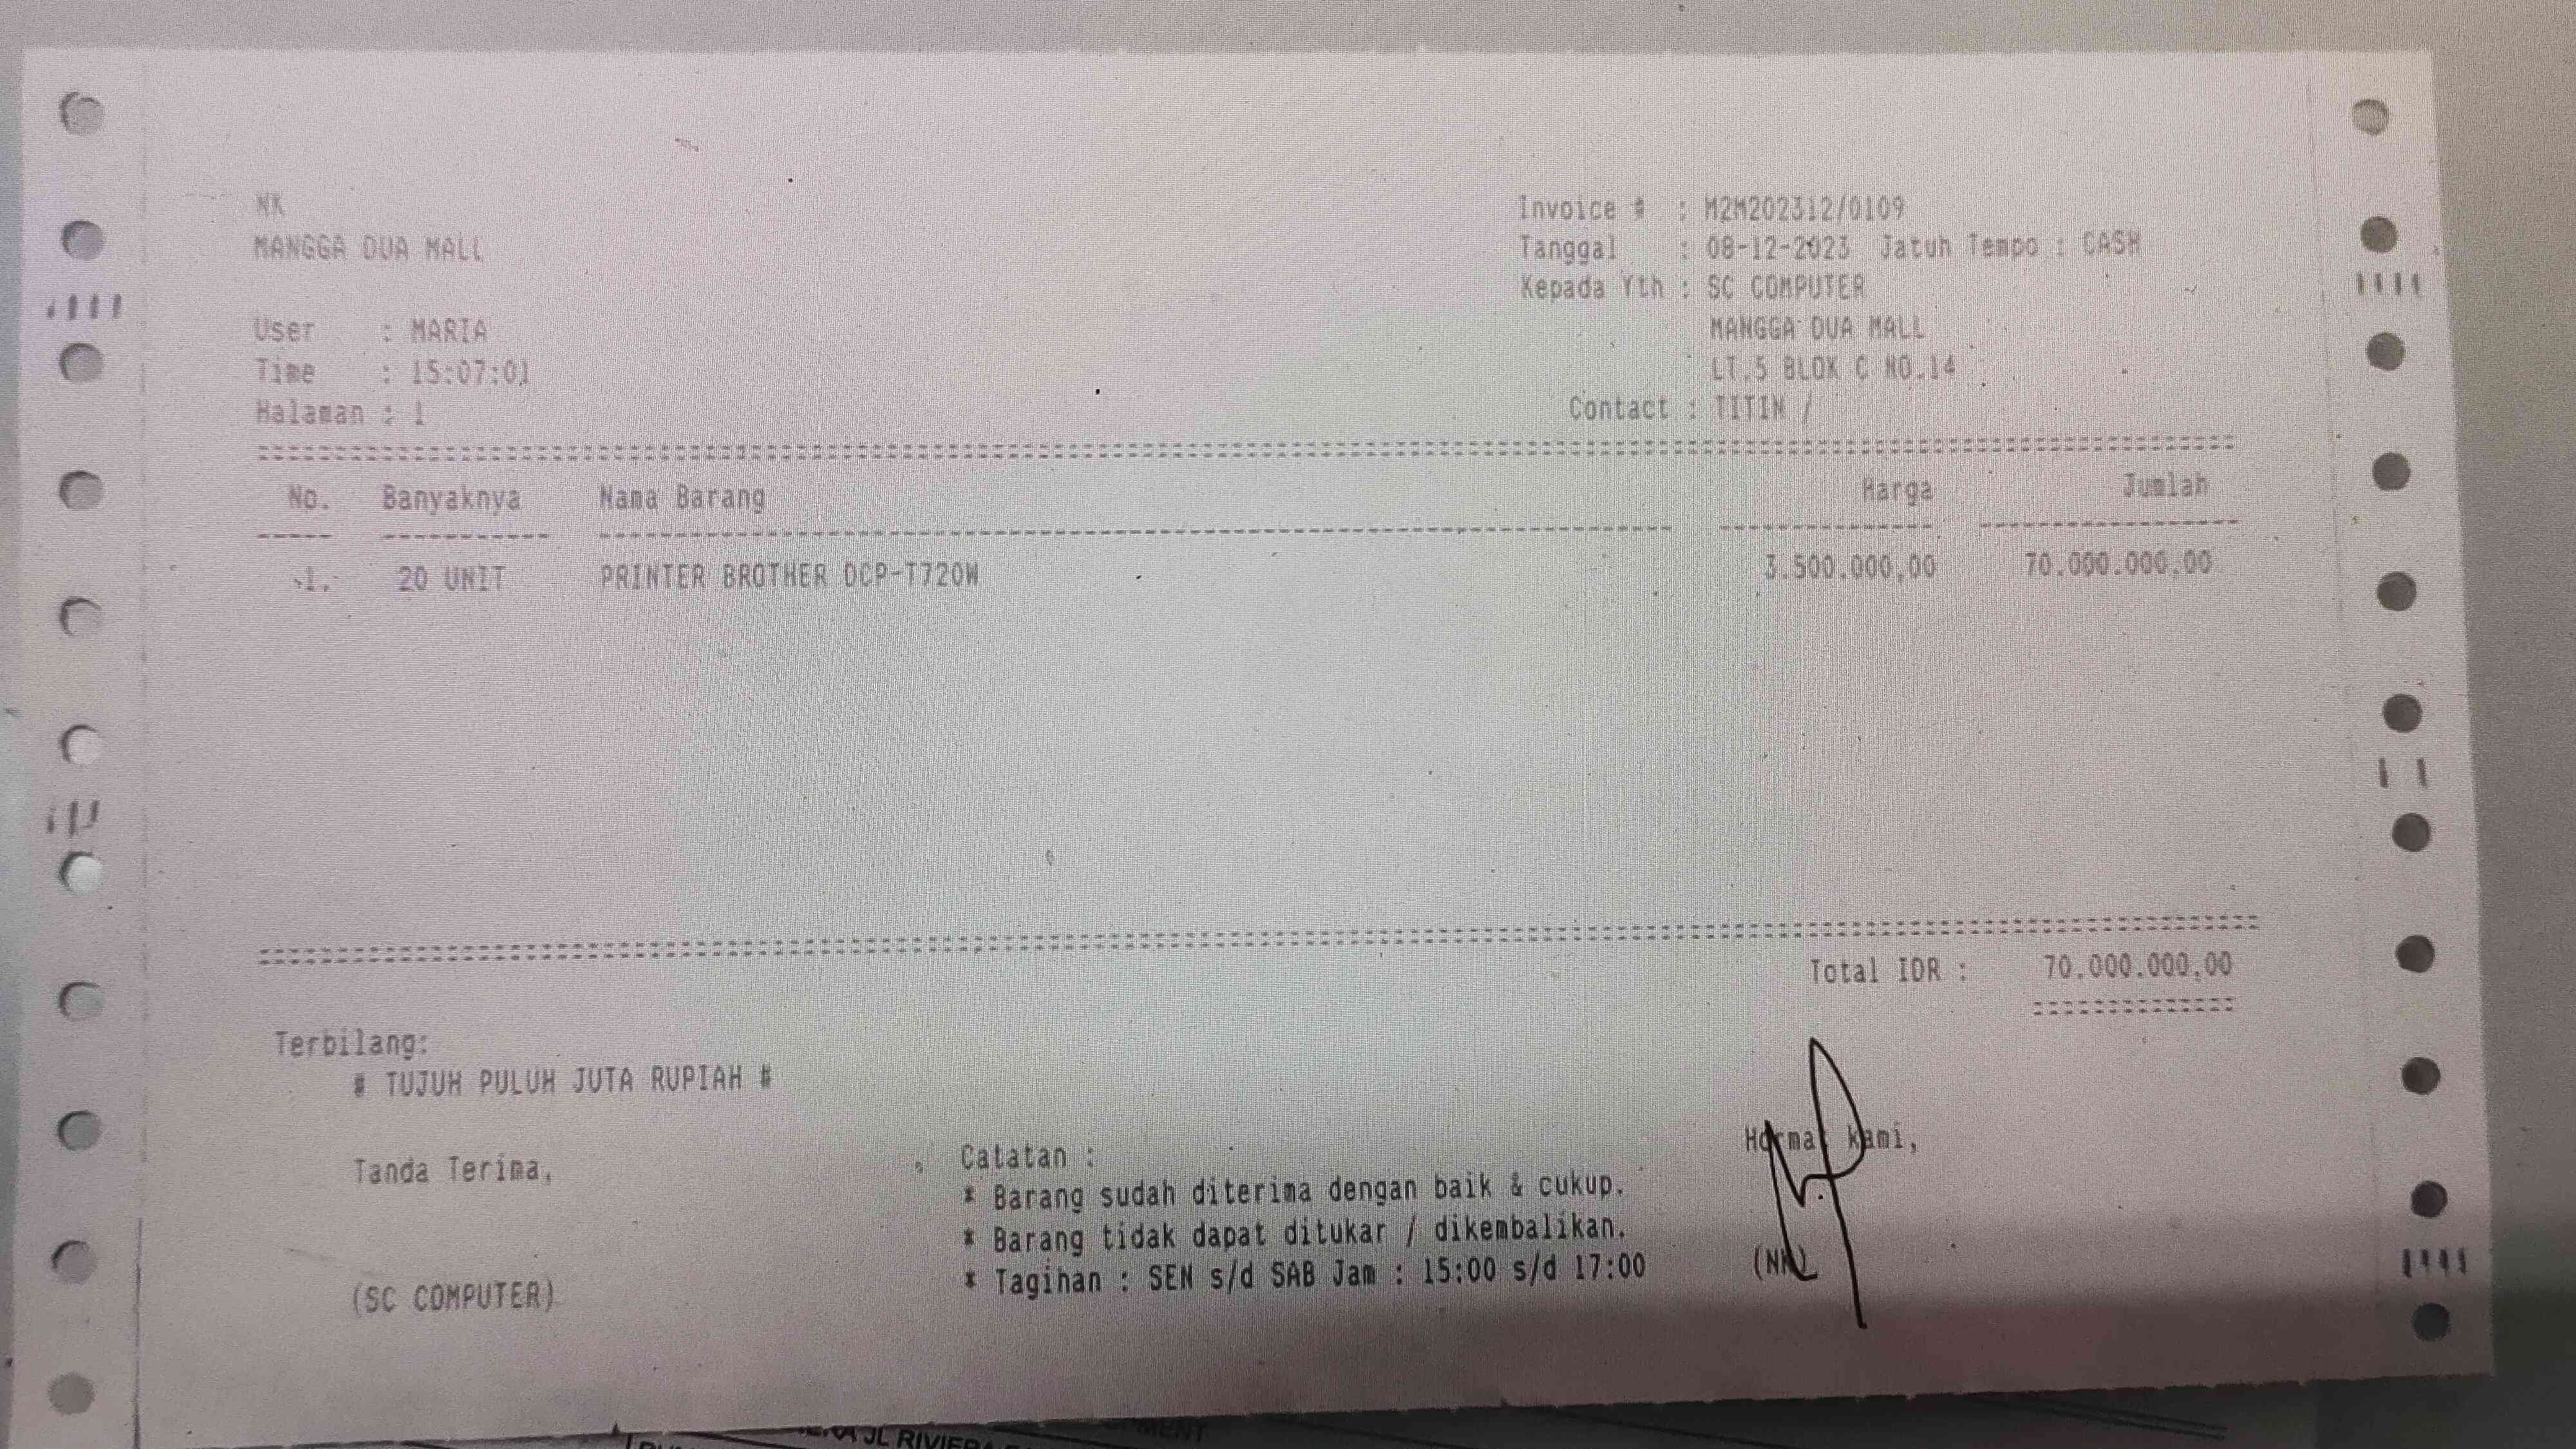 NK
MANGGA DUA MALL
User : MARIA
Time : 15:07:01
Halaman : 1
Invoice # : M2M202312/0109
Tanggal : 08-12-2023 Jatuh Tempo : CASH
Kepada Yth : SC COMPUTER
MANGGA DUA MALL
LT.5 BLOK C NO.14
Contact : TITIN /
No. Banyaknya Nama Barang Harga Jumlah
1. 20 UNIT PRINTER BROTHER DCP-T720W 3.500.000,00 70.000.000,00
Total IDR : 70.000.000,00
Terbilang:
# TUJUH PULUH JUTA RUPIAH #
Tanda Terima,
(SC COMPUTER)
Catatan :
* Barang sudah diterima dengan baik & cukup.
* Barang tidak dapat ditukar / dikembalikan.
* Tagihan : SEN s/d SAB Jam : 15:00 s/d 17:00
Hormat kami,
(NK)
JL RIVIERA